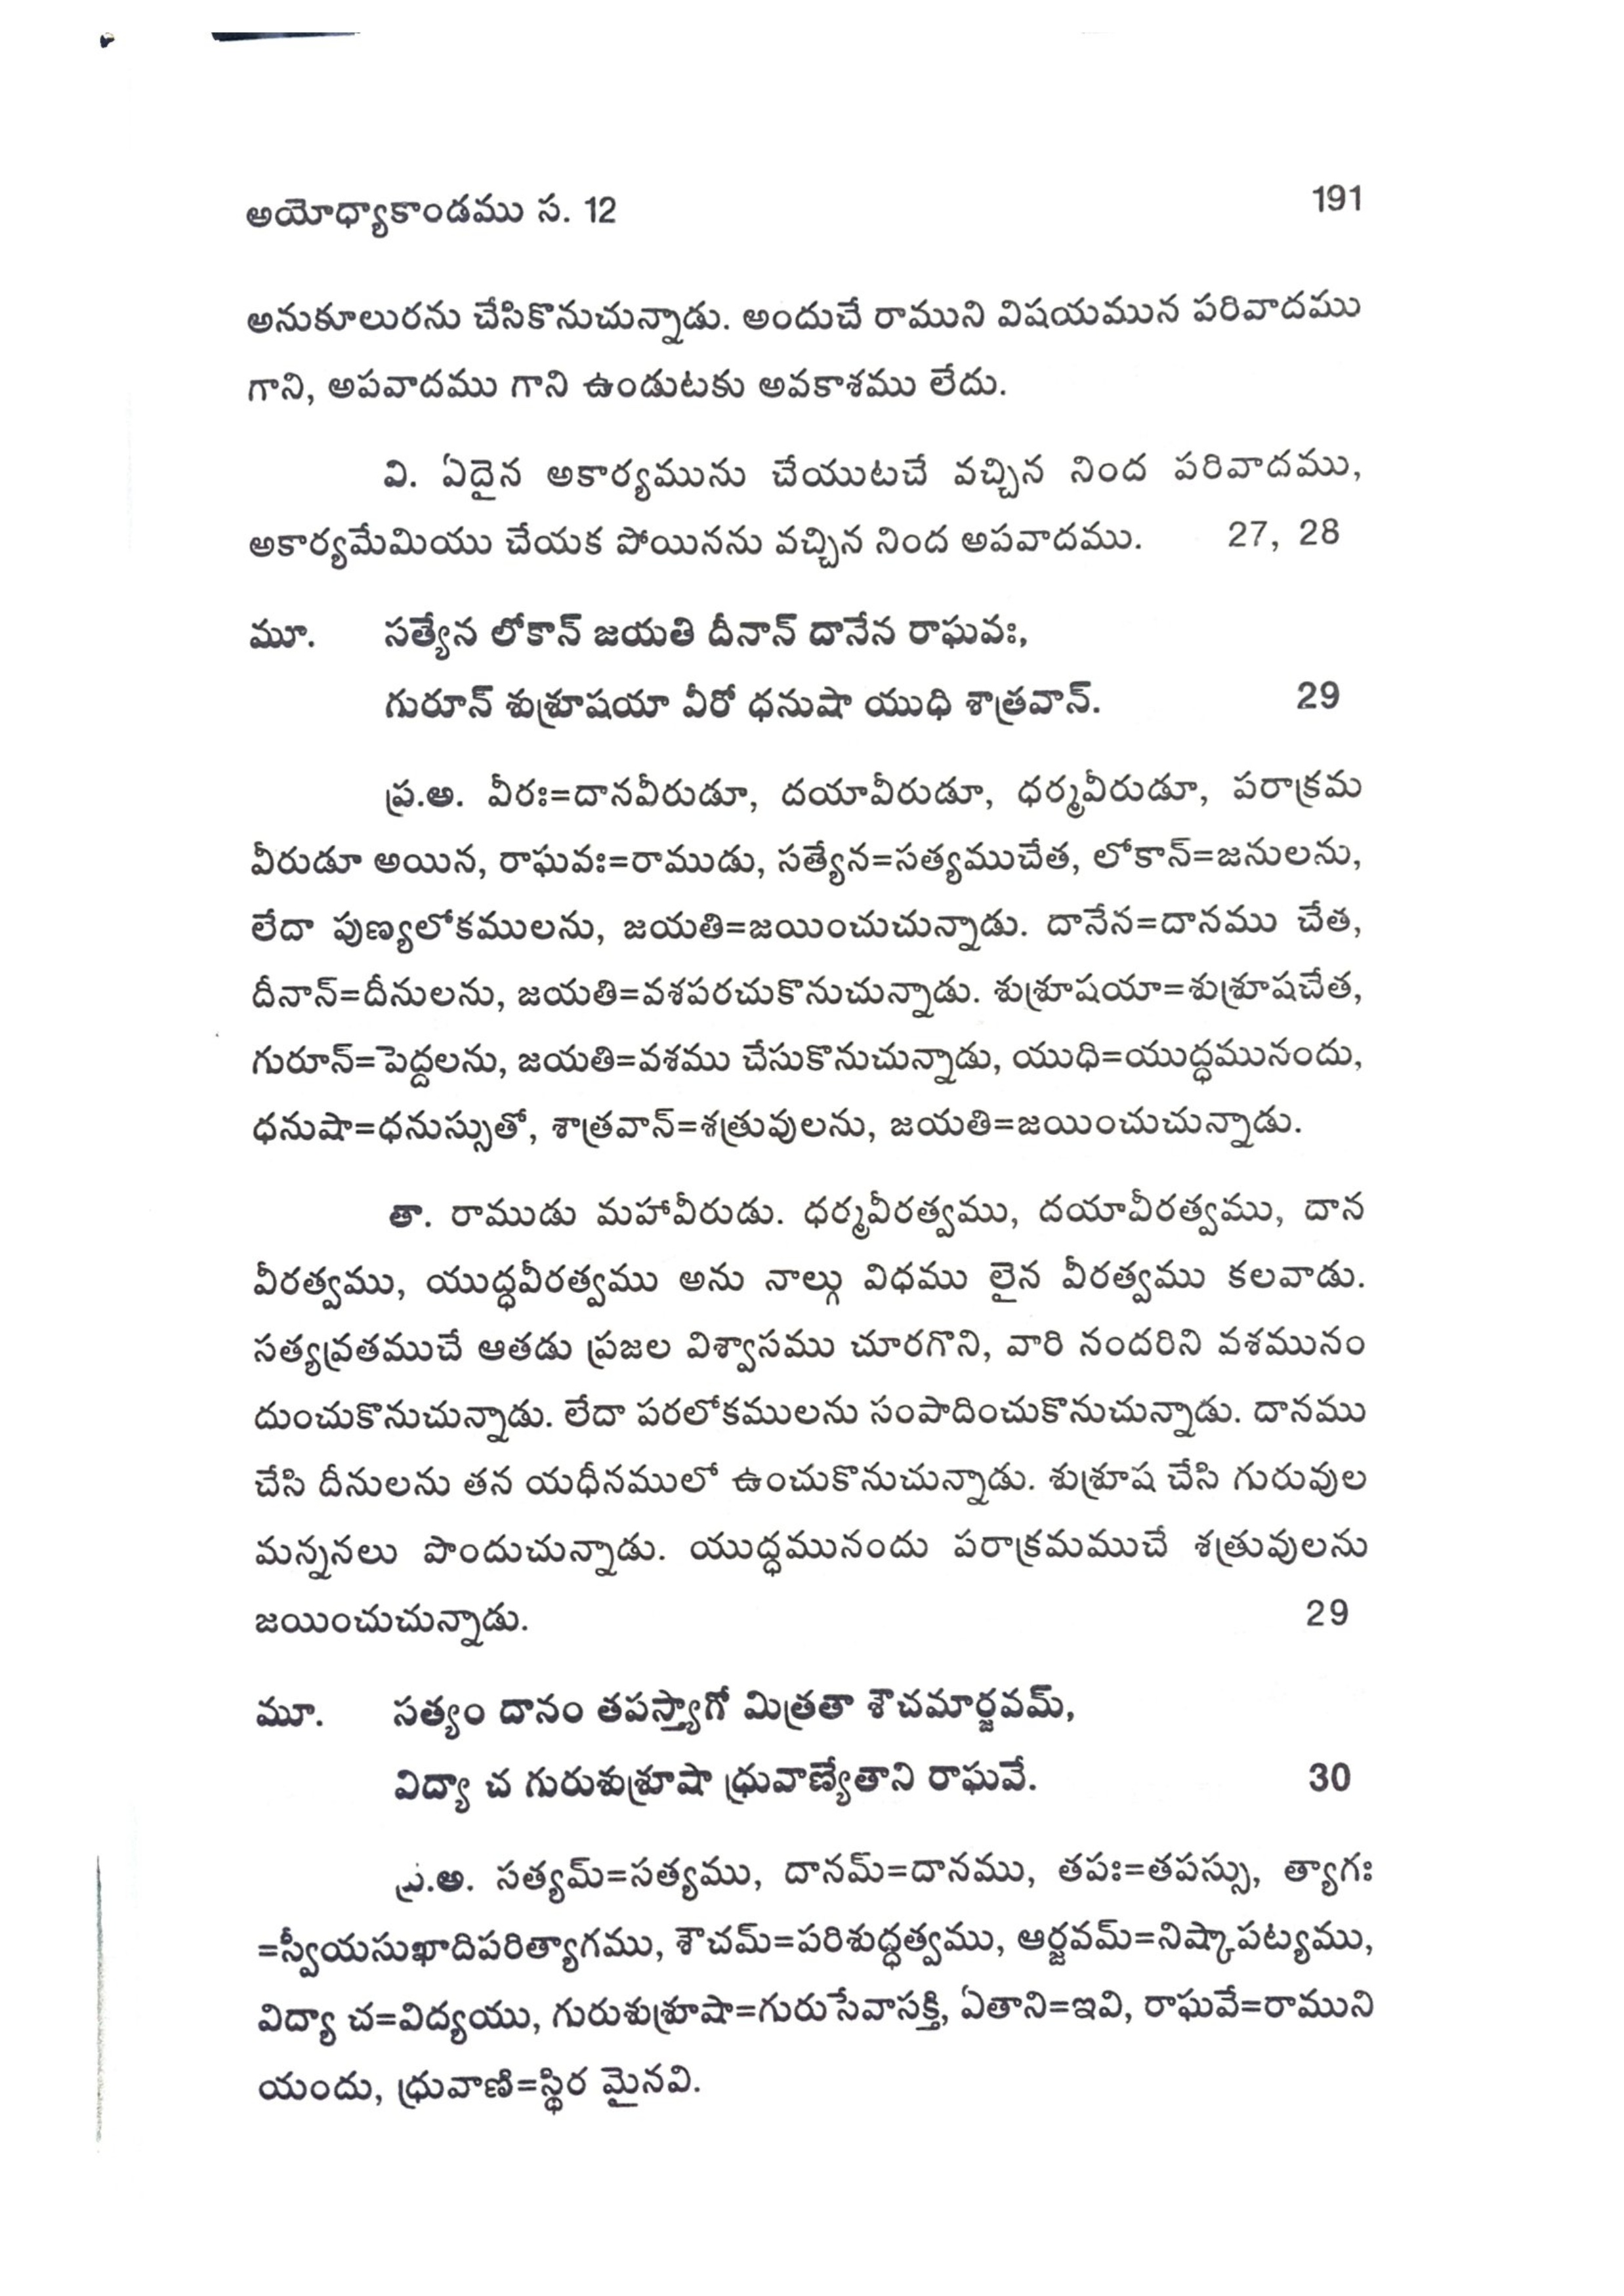 అయోధ్యాకాండము స. 12 191
అనుకూలురను చేసికొనుచున్నాడు. అందుచే రాముని విషయమున పరివాదము
గాని, అపవాదము గాని ఉండుటకు అవకాశము లేదు.
వి. ఏదైన అకార్యమును చేయుటచే వచ్చిన నింద పరివాదము,
అకార్యమేమియు చేయక పోయినను వచ్చిన నింద అపవాదము. 27, 28
మూ. సత్యేన లోకాన్ జయతి దీనాన్ దానేన రాఘవః,
గురూన్ శుశ్రూషయా వీరో ధనుషా యుధి శాత్రవాన్. 29
ప్ర.అ. వీరః=దానవీరుడూ, దయావీరుడూ, ధర్మవీరుడూ, పరాక్రమ
వీరుడూ అయిన, రాఘవః=రాముడు, సత్యేన=సత్యముచేత, లోకాన్=జనులను,
లేదా పుణ్యలోకములను, జయతి=జయించుచున్నాడు. దానేన=దానము చేత,
దీనాన్=దీనులను, జయతి=వశపరచుకొనుచున్నాడు. శుశ్రూషయా=శుశ్రూషచేత,
గురూన్=పెద్దలను, జయతి=వశము చేసుకొనుచున్నాడు, యుధి=యుద్ధమునందు,
ధనుషా=ధనుస్సుతో, శాత్రవాన్=శత్రువులను, జయతి=జయించుచున్నాడు.
తా. రాముడు మహావీరుడు. ధర్మవీరత్వము, దయావీరత్వము, దాన
వీరత్వము, యుద్ధవీరత్వము అను నాల్గు విధము లైన వీరత్వము కలవాడు.
సత్యవ్రతముచే ఆతడు ప్రజల విశ్వాసము చూరగొని, వారి నందరిని వశమునం
దుంచుకొనుచున్నాడు. లేదా పరలోకములను సంపాదించుకొనుచున్నాడు. దానము
చేసి దీనులను తన యధీనములో ఉంచుకొనుచున్నాడు. శుశ్రూష చేసి గురువుల
మన్ననలు పొందుచున్నాడు. యుద్ధమునందు పరాక్రమముచే శత్రువులను
జయించుచున్నాడు. 29
మూ. సత్యం దానం తపస్త్యాగో మిత్రతా శౌచమార్జవమ్,
విద్యా చ గురుశుశ్రూషా ధ్రువాణ్యేతాని రాఘవే. 30
ప్ర.అ. సత్యమ్=సత్యము, దానమ్=దానము, తపః=తపస్సు, త్యాగః
=స్వీయసుఖాదిపరిత్యాగము, శౌచమ్=పరిశుద్ధత్వము, ఆర్జవమ్=నిష్కాపట్యము,
విద్యా చ=విద్యయు, గురుశుశ్రూషా=గురుసేవాసక్తి, ఏతాని=ఇవి, రాఘవే=రాముని
యందు, ధ్రువాణి=స్థిర మైనవి.